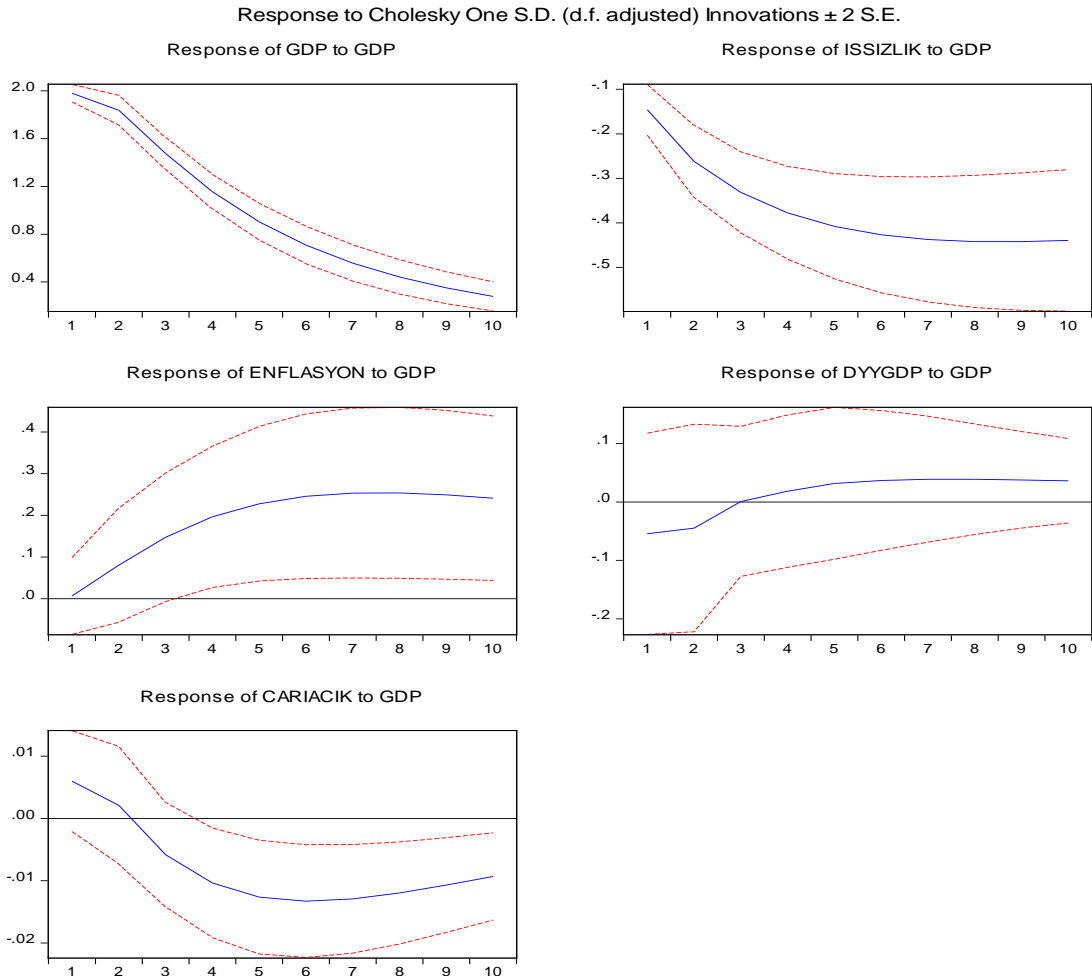 Response to Cholesky One S.D. (d.f. adjusted) Innovations ± 2 S.E.
Response of GDP to GDP
2.0
1.6
1.2
0.8
0.4
1 2 3 4 5 6 7 8 9 10
Response of ISSIZLIK to GDP
-.1
-.2
-.3
-.4
-.5
1 2 3 4 5 6 7 8 9 10
Response of ENFLASYON to GDP
.4
.3
.2
.1
.0
1 2 3 4 5 6 7 8 9 10
Response of DYYGDP to GDP
.1
.0
-.1
-.2
1 2 3 4 5 6 7 8 9 10
Response of CARIACIK to GDP
.01
.00
-.01
-.02
1 2 3 4 5 6 7 8 9 10